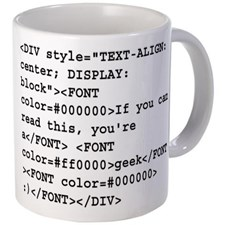 <DIV style="TEXT-ALIGN:
center; DISPLAY:
block"><FONT
color=#000000>If you can
read this, you're
a</FONT> <FONT
color=#ff0000>geek</FONT
><FONT color=#000000>
:)</FONT></DIV>